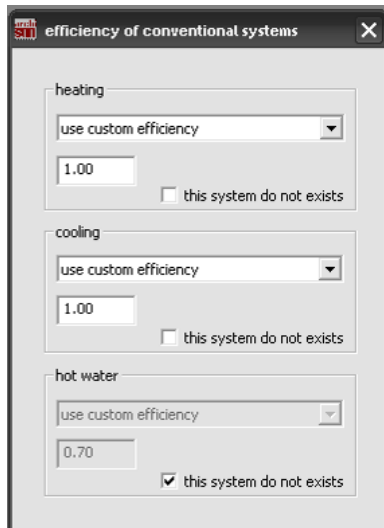 efficiency of conventional systems
heating
use custom efficiency
1.00
this system do not exists
cooling
use custom efficiency
1.00
this system do not exists
hot water
use custom efficiency
0.70
this system do not exists